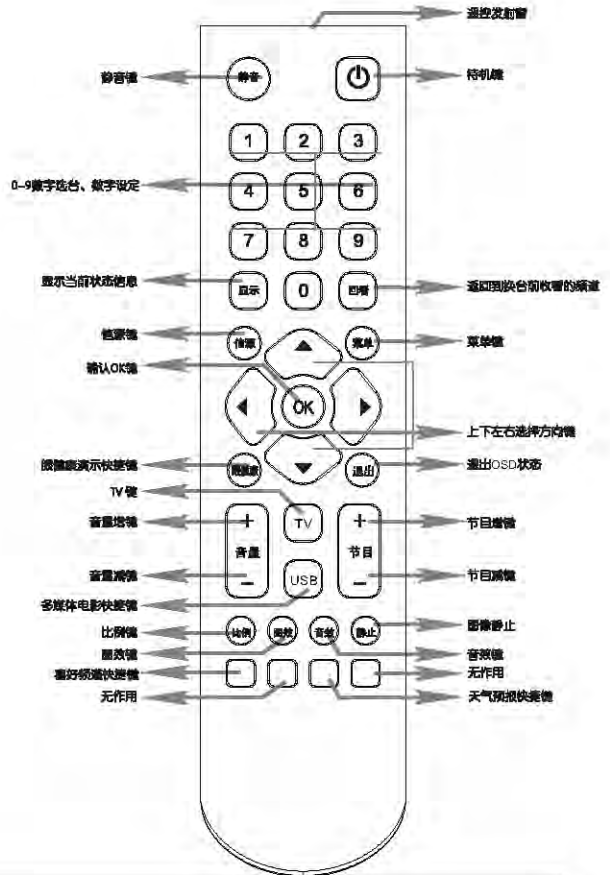 遥控发射窗
静音键
静音
待机键
1 2 3
0-9数字选台、数字设定
4 5 6
7 8 9
显示当前状态信息
显示 0 回看
返回到换台前收看的频道
信源键
信源
菜单
菜单键
确认OK键
OK
上下左右选择方向键
眼健康演示快捷键
眼健康
退出
退出OSD状态
TV键
TV
音量增键
+ 音量 -
+ 节目 -
节目增键
音量减键
节目减键
USB
多媒体电影快捷键
比例键
比例 图效 音效 静止
图像静止
图效键
音效键
喜好频道快捷键
无作用
无作用
天气预报快捷键